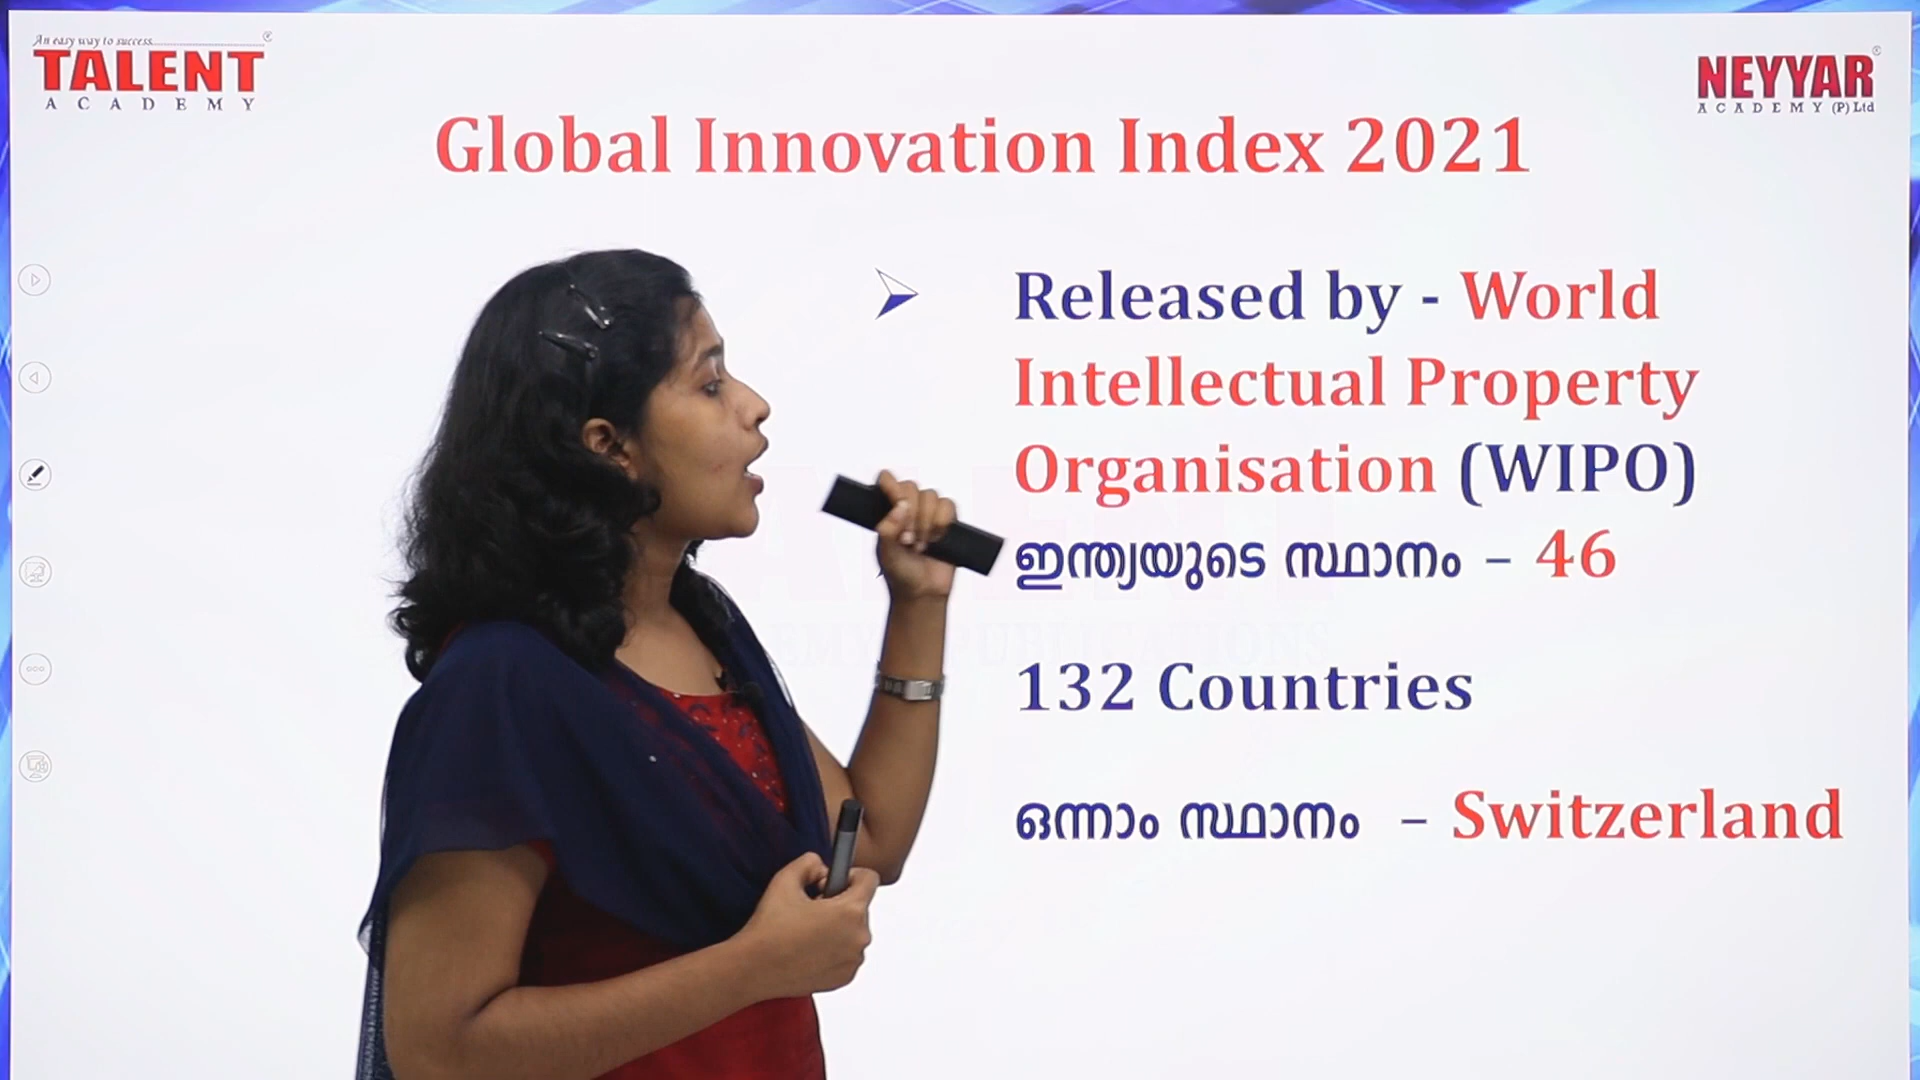 An easy way to success
TALENT
ACADEMY
NEYYAR
ACADEMY (P) Ltd
Global Innovation Index 2021
Released by - World
Intellectual Property
Organisation (WIPO)
ഇന്ത്യയുടെ സ്ഥാനം – 46
132 Countries
ഒന്നാം സ്ഥാനം – Switzerland